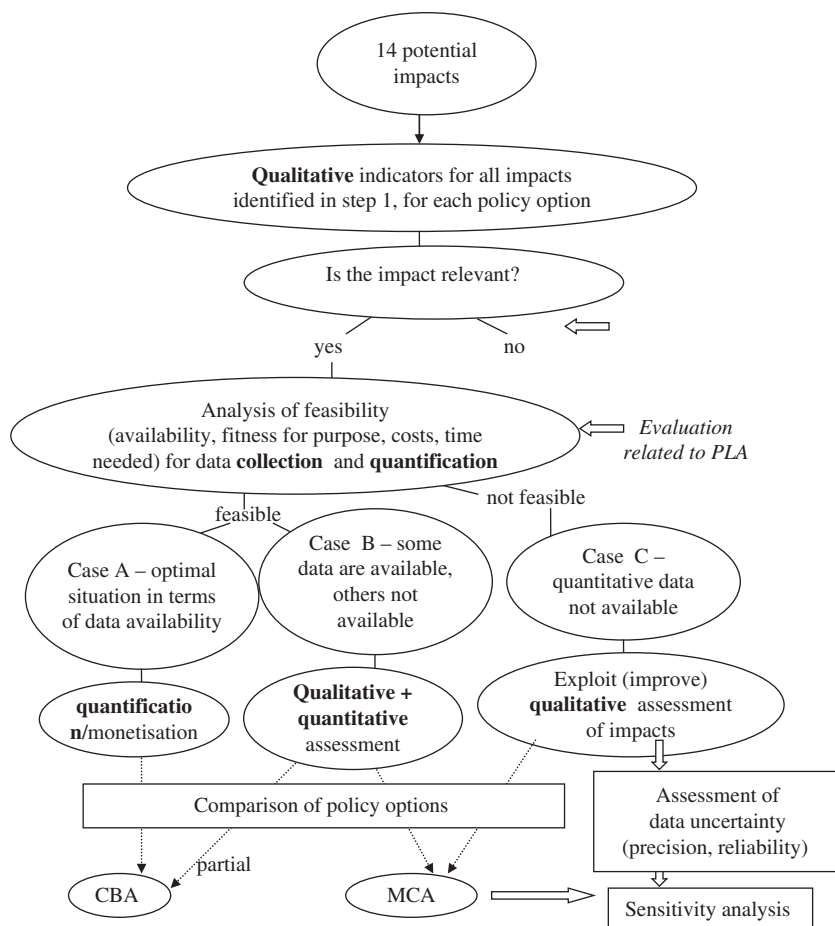 14 potential
impacts
Qualitative indicators for all impacts
identified in step 1, for each policy option
Is the impact relevant?
yes
no
Analysis of feasibility
(availability, fitness for purpose, costs, time
needed) for data collection and quantification
Evaluation
related to PLA
feasible
not feasible
Case A – optimal
situation in terms
of data availability
Case B – some
data are available,
others not
available
Case C –
quantitative data
not available
quantificatio
n/monetisation
Qualitative +
quantitative
assessment
Exploit (improve)
qualitative assessment
of impacts
Comparison of policy options
Assessment of
data uncertainty
(precision, reliability)
partial
CBA
MCA
Sensitivity analysis